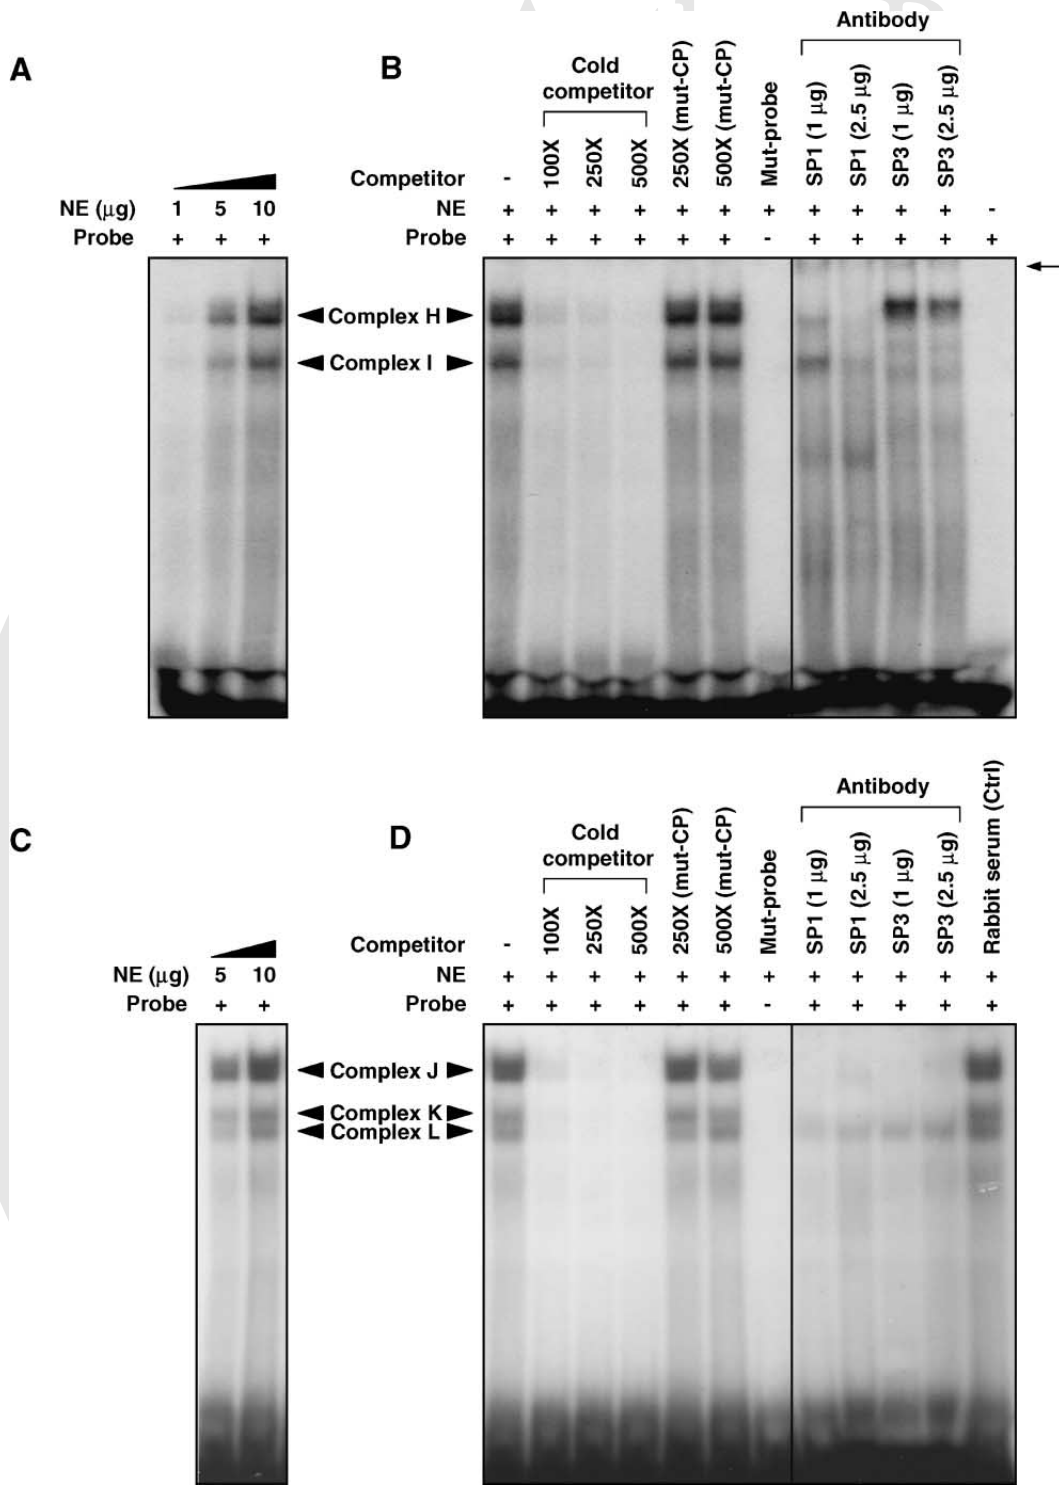 A
NE (µg) 1 5 10
Probe + + +
B
Cold
competitor
Antibody
Competitor - 100X 250X 500X 250X (mut-CP) 500X (mut-CP) Mut-probe SP1 (1 µg) SP1 (2.5 µg) SP3 (1 µg) SP3 (2.5 µg)
NE + + + + + + + + + + + -
Probe + + + + + + - + + + + +
Complex H
Complex I
C
NE (µg) 5 10
Probe + +
D
Cold
competitor
Antibody
Competitor - 100X 250X 500X 250X (mut-CP) 500X (mut-CP) Mut-probe SP1 (1 µg) SP1 (2.5 µg) SP3 (1 µg) SP3 (2.5 µg) Rabbit serum (Ctrl)
NE + + + + + + + + + + + +
Probe + + + + + + - + + + + +
Complex J
Complex K
Complex L